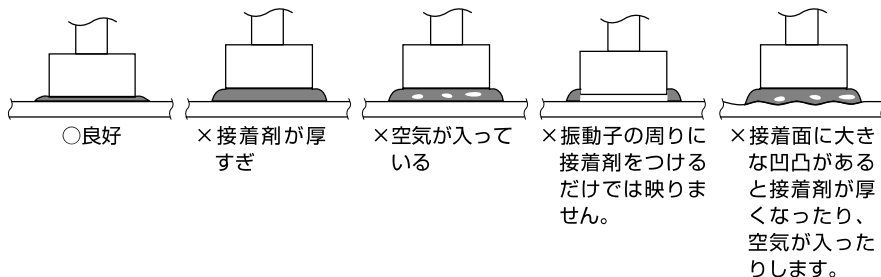 ○良好
×接着剤が厚
すぎ
×空気が入って
いる
×振動子の周りに
接着剤をつける
だけでは映りま
せん。
×接着面に大き
な凹凸がある
と接着剤が厚
くなったり、
空気が入った
りします。